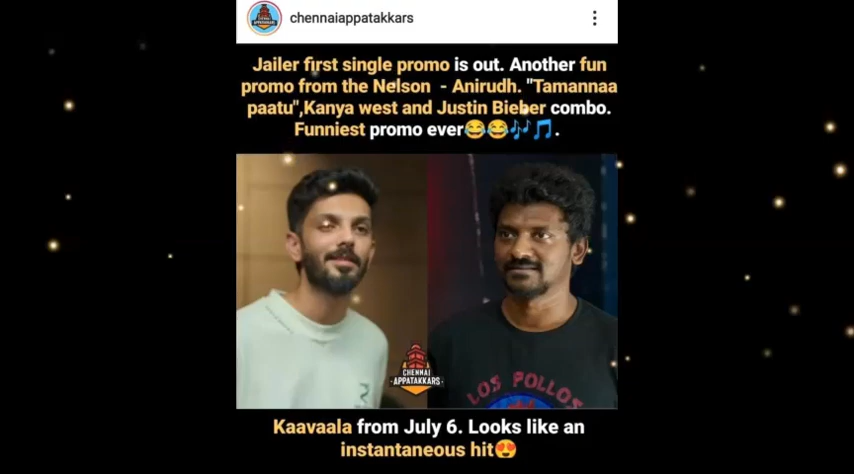 chennaiappatakkars
Jailer first single promo is out. Another fun
promo from the Nelson - Anirudh. "Tamannaa
paatu",Kanya west and Justin Bieber combo.
Funniest promo ever😂😂🎶🎵.
CHENNAI
APPATAKKARS
LOS POLLOS
Kaavaala from July 6. Looks like an
instantaneous hit😍